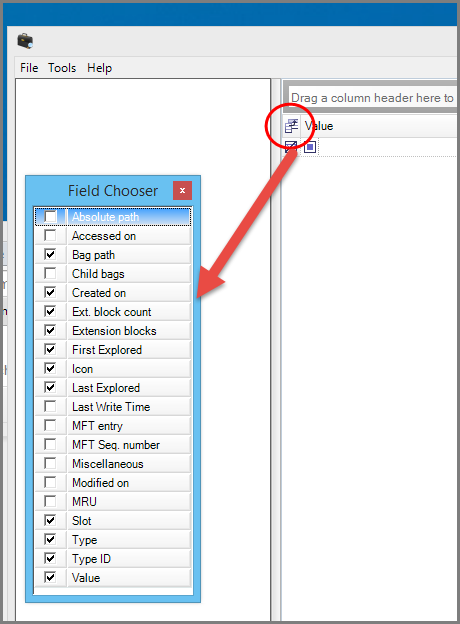 File Tools Help
Drag a column header here to
Value
Field Chooser
x
Absolute path
Accessed on
Bag path
Child bags
Created on
Ext. block count
Extension blocks
First Explored
Icon
Last Explored
Last Write Time
MFT entry
MFT Seq. number
Miscellaneous
Modified on
MRU
Slot
Type
Type ID
Value